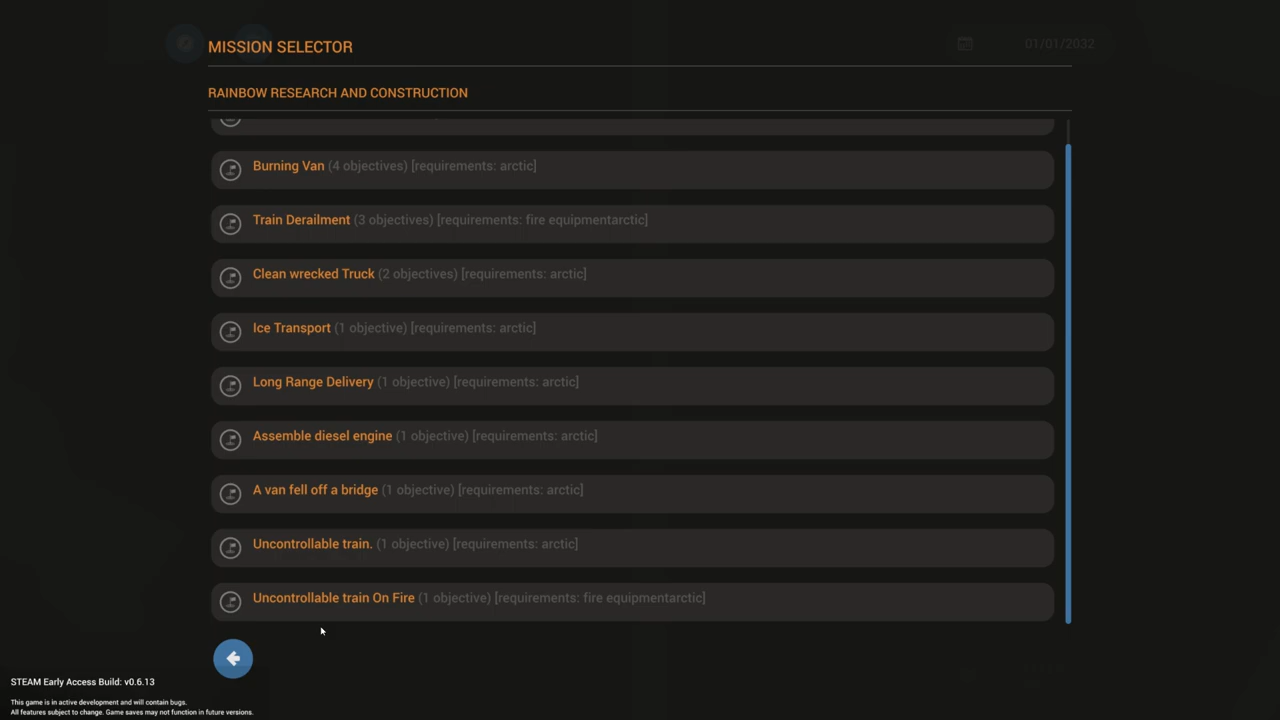 MISSION SELECTOR
01/01/2032
RAINBOW RESEARCH AND CONSTRUCTION
Burning Van (4 objectives) [requirements: arctic]
Train Derailment (3 objectives) [requirements: fire equipmentarctic]
Clean wrecked Truck (2 objectives) [requirements: arctic]
Ice Transport (1 objective) [requirements: arctic]
Long Range Delivery (1 objective) [requirements: arctic]
Assemble diesel engine (1 objective) [requirements: arctic]
A van fell off a bridge (1 objective) [requirements: arctic]
Uncontrollable train. (1 objective) [requirements: arctic]
Uncontrollable train On Fire (1 objective) [requirements: fire equipmentarctic]
STEAM Early Access Build: v0.6.13
This game is in active development and will contain bugs.
All features subject to change. Game saves may not function in future versions.